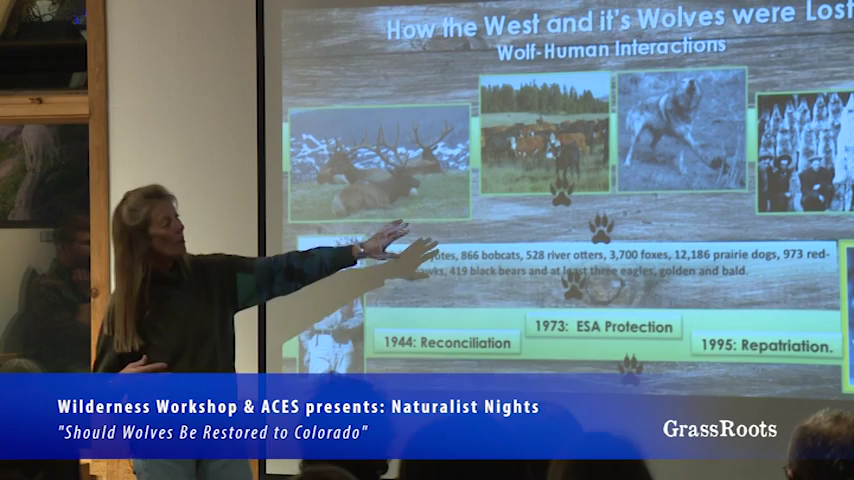 How the West and it's Wolves were Lost
Wolf-Human Interactions
866 bobcats, 528 river otters, 3,700 foxes, 12,186 prairie dogs, 973 red-
419 black bears and at least three eagles, golden and bald.
1973: ESA Protection
1944: Reconciliation
1995: Repatriation.
Wilderness Workshop & ACES presents: Naturalist Nights
"Should Wolves Be Restored to Colorado"
GrassRoots